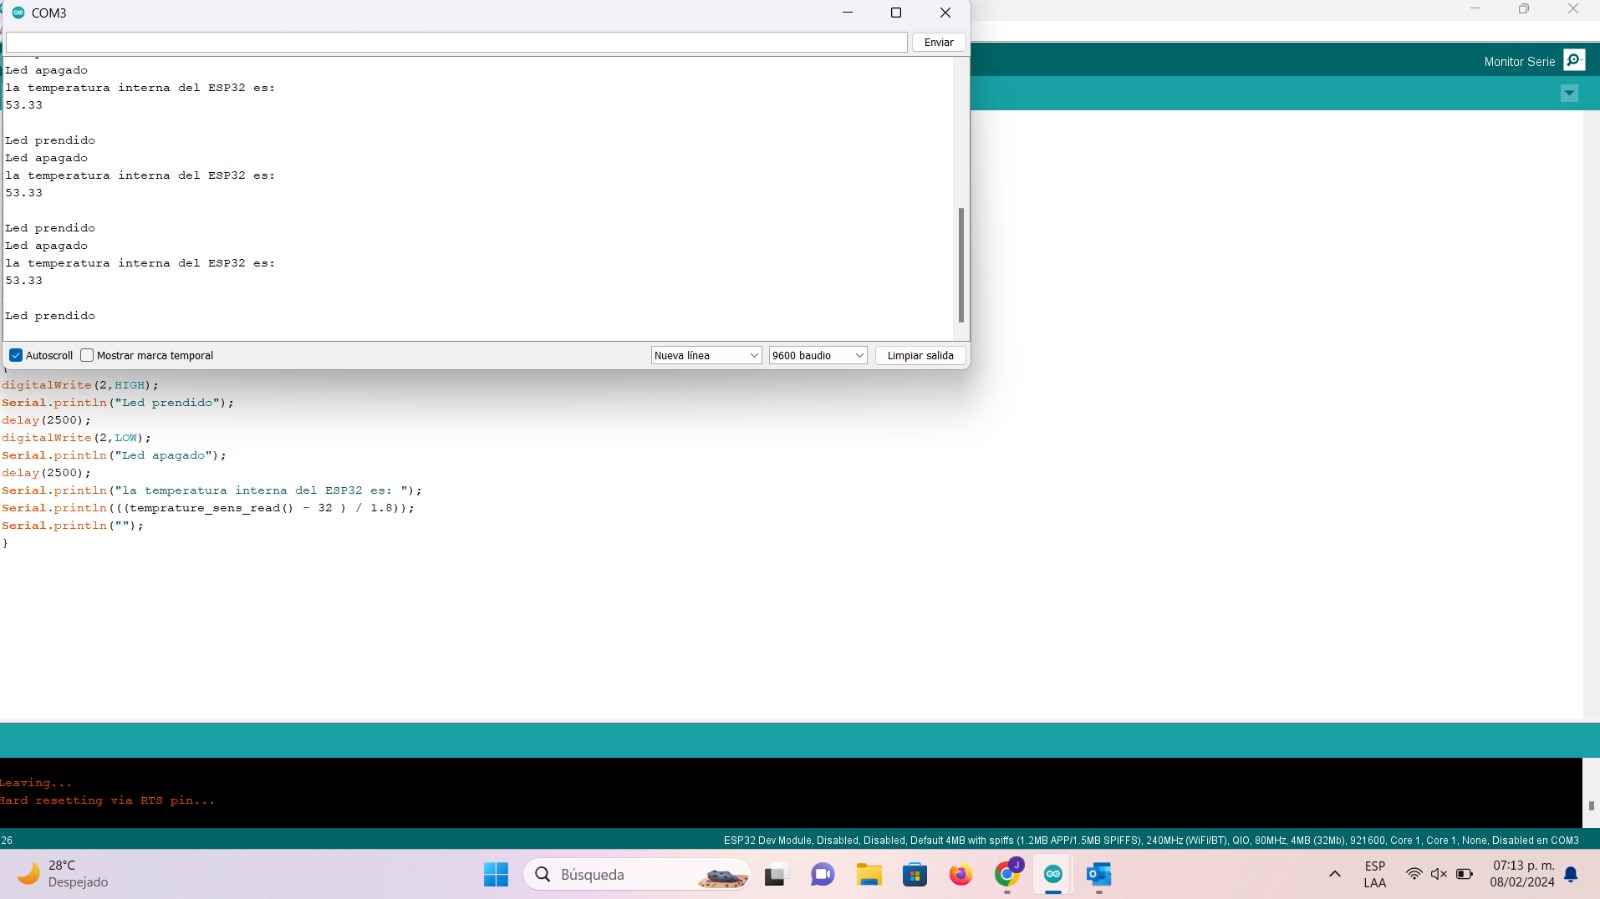 COM3
Enviar
Led apagado
la temperatura interna del ESP32 es:
53.33
Led prendido
Led apagado
la temperatura interna del ESP32 es:
53.33
Led prendido
Led apagado
la temperatura interna del ESP32 es:
53.33
Led prendido
Autoscroll
Mostrar marca temporal
Nueva línea
9600 baudio
Limpiar salida
Monitor Serie
{
digitalWrite(2,HIGH);
Serial.println("Led prendido");
delay(2500);
digitalWrite(2,LOW);
Serial.println("Led apagado");
delay(2500);
Serial.println("la temperatura interna del ESP32 es: ");
Serial.println(((temprature_sens_read() - 32 ) / 1.8));
Serial.println("");
}
Leaving...
Hard resetting via RTS pin...
26
ESP32 Dev Module, Disabled, Disabled, Default 4MB with spiffs (1.2MB APP/1.5MB SPIFFS), 240MHz (WiFi/BT), QIO, 80MHz, 4MB (32Mb), 921600, Core 1, Core 1, None, Disabled en COM3
28°C
Despejado
Búsqueda
J
ESP
LAA
07:13 p. m.
08/02/2024